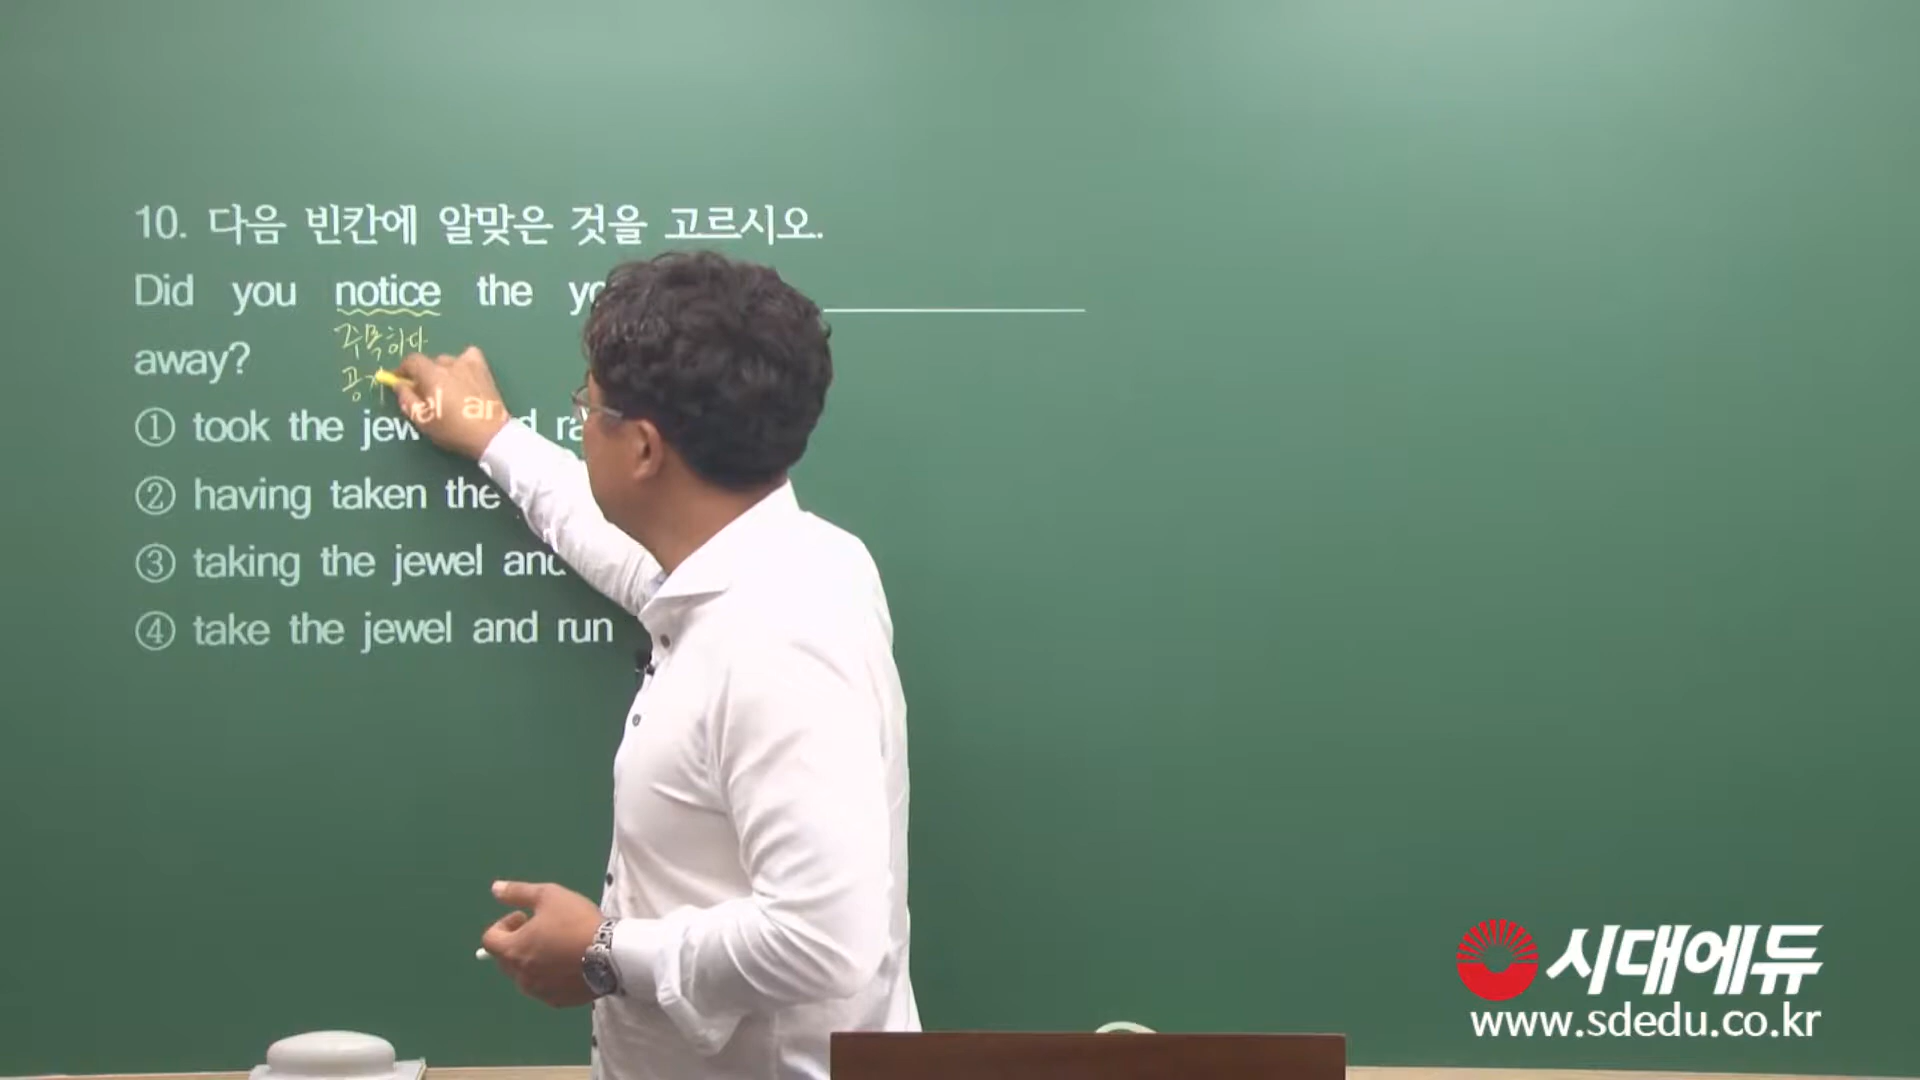 10. 다음 빈칸에 알맞은 것을 고르시오.
Did you notice the
주목하다
away?
① took the jewel and
② having taken the
③ taking the jewel and
④ take the jewel and run
시대에듀
www.sdedu.co.kr